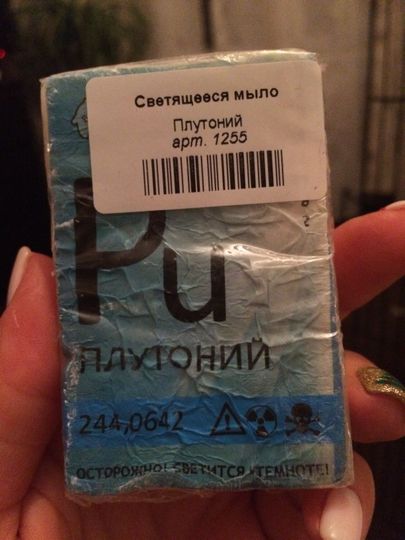 Светящееся мыло
Плутоний
арт. 1255
Pu
ПЛУТОНИЙ
244,0642
ОСТОРОЖНО! СВЕТИТСЯ В ТЕМНОТЕ!